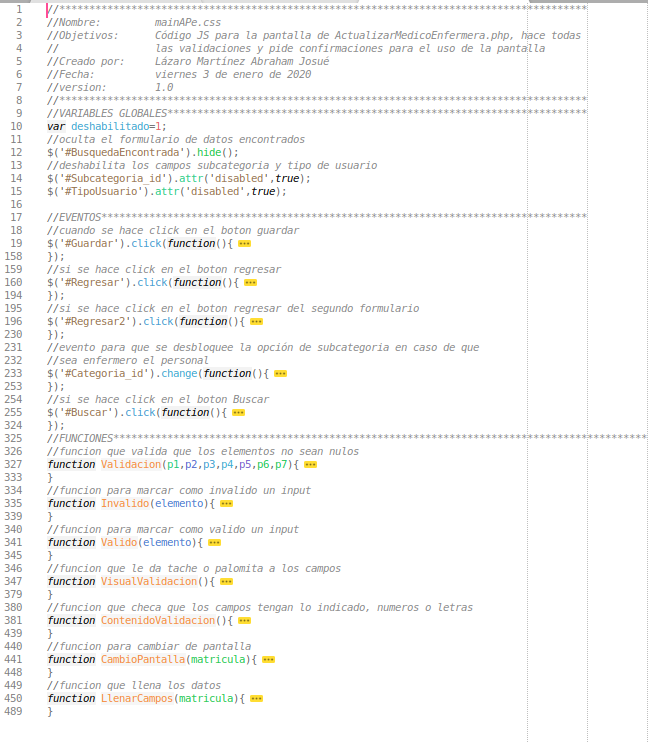 1 //****************************************************************************************
2 //Nombre:         mainAPe.css
3 //Objetivos:      Código JS para la pantalla de ActualizarMedicoEnfermera.php, hace todas
4 //                las validaciones y pide confirmaciones para el uso de la pantalla
5 //Creado por:     Lázaro Martínez Abraham Josué
6 //Fecha:          viernes 3 de enero de 2020
7 //version:        1.0
8 //****************************************************************************************
9 //VARIABLES GLOBALES**********************************************************************
10 var deshabilitado=1;
11 //oculta el formulario de datos encontrados
12 $('#BusquedaEncontrada').hide();
13 //deshabilita los campos subcategoria y tipo de usuario
14 $('#Subcategoria_id').attr('disabled',true);
15 $('#TipoUsuario').attr('disabled',true);
16
17 //EVENTOS*********************************************************************************
18 //cuando se hace click en el boton guardar
19 $('#Guardar').click(function(){
158 });
159 //si se hace click en el boton regresar
160 $('#Regresar').click(function(){
194 });
195 //si se hace click en el boton regresar del segundo formulario
196 $('#Regresar2').click(function(){
230 });
231 //evento para que se desbloquee la opción de subcategoria en caso de que
232 //sea enfermero el personal
233 $('#Categoria_id').change(function(){
253 });
254 //si se hace click en el boton Buscar
255 $('#Buscar').click(function(){
324 });
325 //FUNCIONES*****************************************************************************************
326 //funcion que valida que los elementos no sean nulos
327 function Validacion(p1,p2,p3,p4,p5,p6,p7){
333 }
334 //funcion para marcar como invalido un input
335 function Invalido(elemento){
339 }
340 //funcion para marcar como valido un input
341 function Valido(elemento){
345 }
346 //funcion que le da tache o palomita a los campos
347 function VisualValidacion(){
379 }
380 //funcion que checa que los campos tengan lo indicado, numeros o letras
381 function ContenidoValidacion(){
439 }
440 //funcion para cambiar de pantalla
441 function CambioPantalla(matricula){
448 }
449 //funcion que llena los datos
450 function LlenarCampos(matricula){
489 }